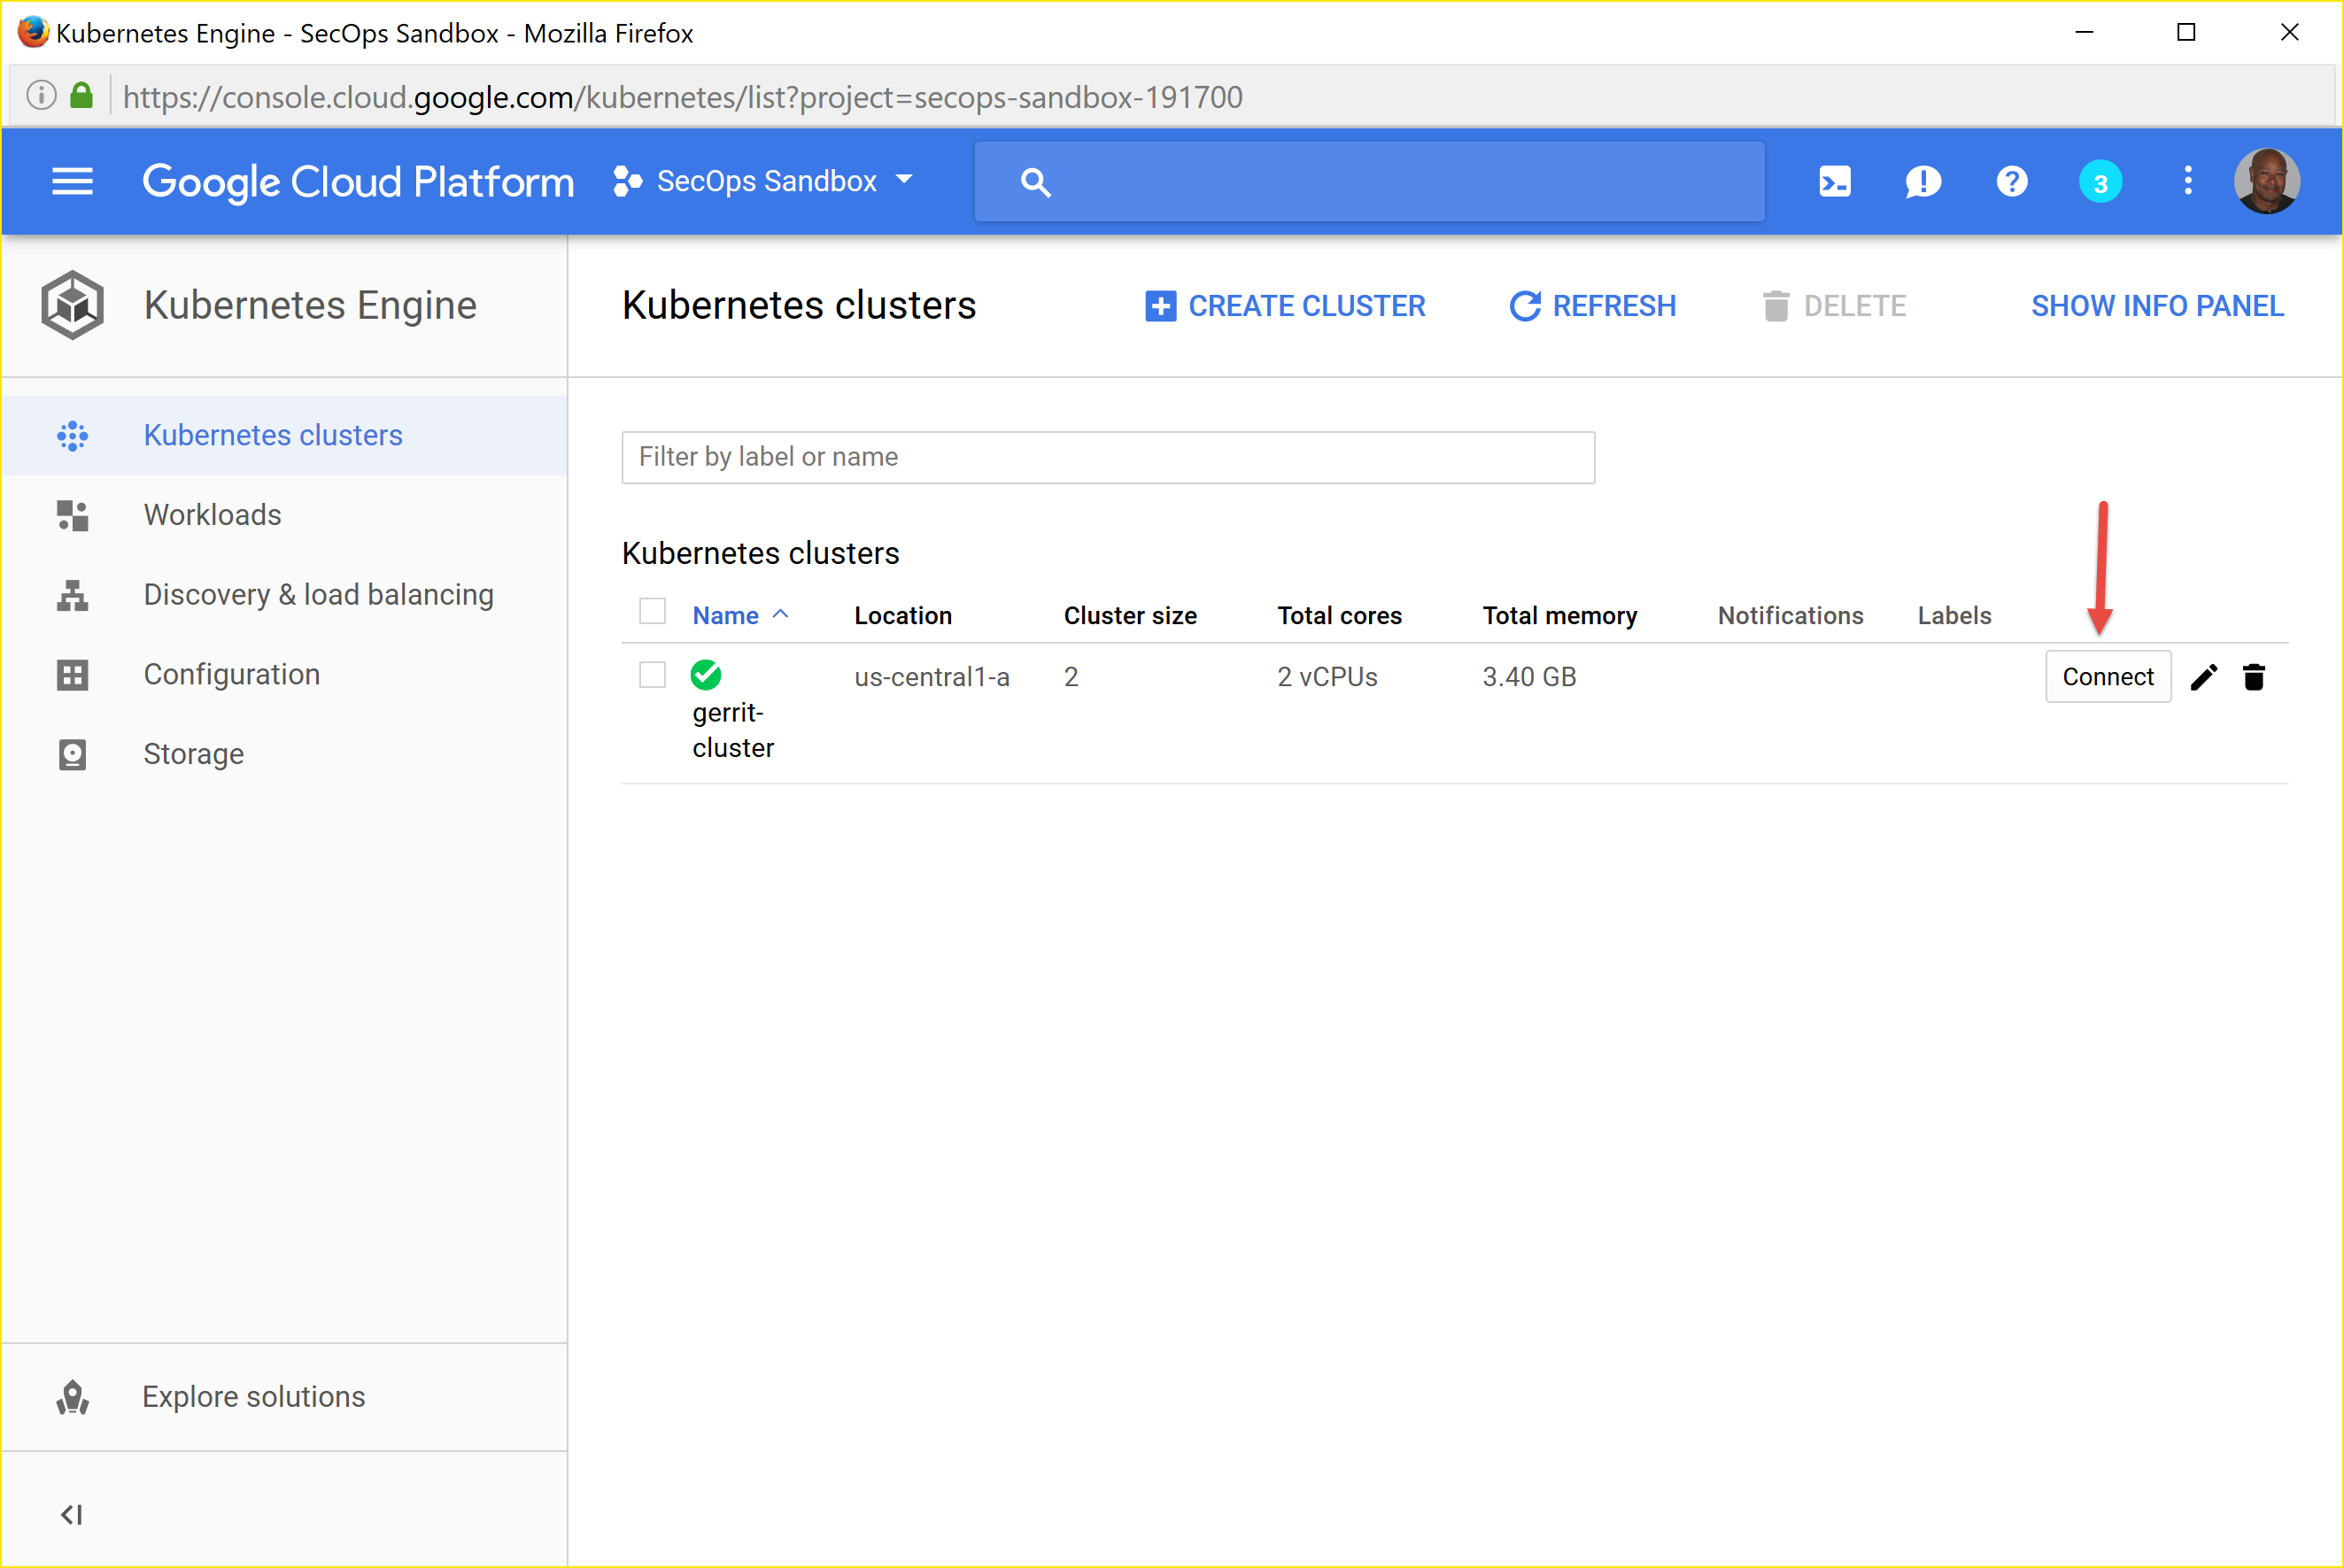 Kubernetes Engine - SecOps Sandbox - Mozilla Firefox
https://console.cloud.google.com/kubernetes/list?project=secops-sandbox-191700
Google Cloud Platform SecOps Sandbox 3
Kubernetes Engine
Kubernetes clusters CREATE CLUSTER REFRESH DELETE SHOW INFO PANEL
Kubernetes clusters
Workloads
Discovery & load balancing
Configuration
Storage
Explore solutions
Filter by label or name
Kubernetes clusters
Name Location Cluster size Total cores Total memory Notifications Labels
us-central1-a 2 2 vCPUs 3.40 GB Connect
gerrit-
cluster